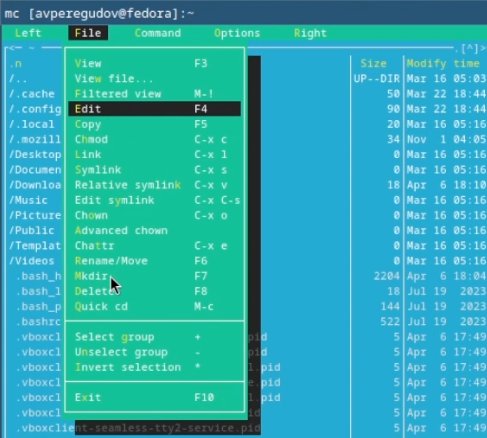 mc [avperegudov@fedora]:~
Left File Command Options Right
<─ ~ .[^]>
.n Size Modify time
/.. UP--DIR Mar 16 05:03
/.cache 50 Mar 22 18:44
/.config 90 Mar 22 18:44
/.local 0 Mar 16 05:16
/.mozill 34 Nov 1 04:05
/Desktop 0 Mar 16 05:16
/Documen 0 Mar 16 05:16
/Downloa 18 Apr 6 18:10
/Music 0 Mar 16 05:16
/Picture 0 Mar 16 05:16
/Public 0 Mar 16 05:16
/Templat 0 Mar 16 05:16
/Videos 0 Mar 16 05:16
.bash_h 2204 Apr 6 18:04
.bash_l 18 Jul 19 2023
.bash_p 144 Jul 19 2023
.bashrc 522 Jul 19 2023
.vboxcl id 5 Apr 6 17:49
.vboxcl pid 5 Apr 6 17:49
.vboxcl l.pid 5 Apr 6 17:49
.vboxcl e.pid 5 Apr 6 17:49
.vboxcl pid 5 Apr 6 17:49
.vboxcl 5 Apr 6 17:49
.vboxclient-seamless-tty2-service.pid 5 Apr 6 17:49
View F3
View file...
Filtered view M-!
Edit F4
Copy F5
Chmod C-x c
Link C-x l
Symlink C-x s
Relative symlink C-x v
Edit symlink C-x C-s
Chown C-x o
Advanced chown
Chattr C-x e
Rename/Move F6
Mkdir F7
Delete F8
Quick cd M-c
Select group +
Unselect group -
Invert selection *
Exit F10